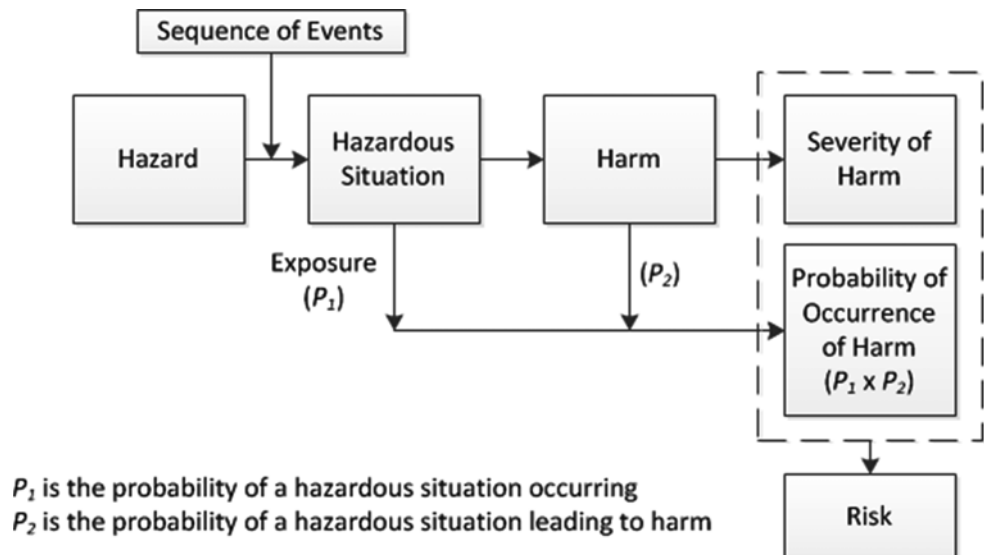 Sequence of Events
Hazard
Hazardous
Situation
Harm
Severity of
Harm
Exposure
(P₁)
(P₂)
Probability of
Occurrence
of Harm
(P₁ x P₂)
P₁ is the probability of a hazardous situation occurring
P₂ is the probability of a hazardous situation leading to harm
Risk